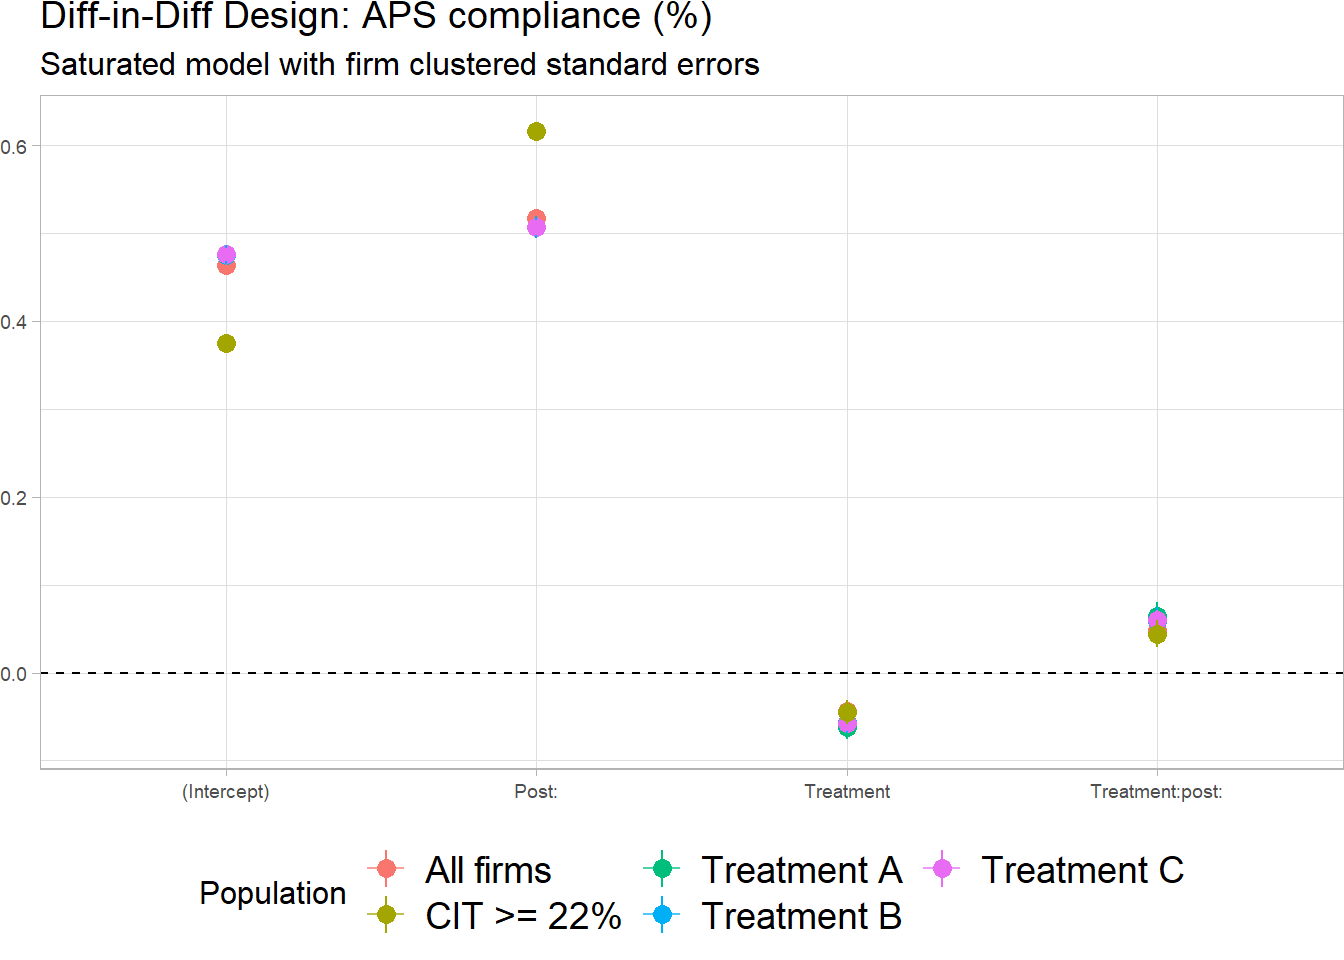 Diff-in-Diff Design: APS compliance (%)
Saturated model with firm clustered standard errors
0.6
0.4
0.2
0.0
(Intercept)
Post:
Treatment
Treatment:post:
Population
All firms
CIT >= 22%
Treatment A
Treatment B
Treatment C